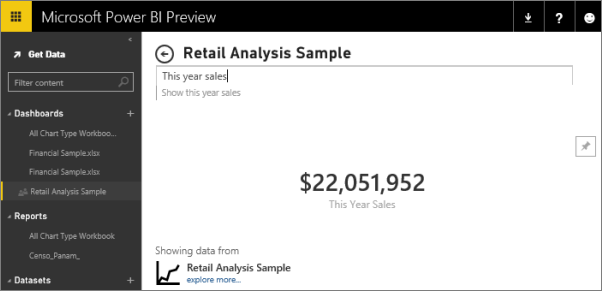 Microsoft Power BI Preview
?
<
Get Data
Filter content
Dashboards +
All Chart Type Workboo...
Financial Sample.xlsx
Financial Sample.xlsx
Retail Analysis Sample
Reports
All Chart Type Workbook
Censo_Panam_
Datasets +
Retail Analysis Sample
This year sales
Show this year sales
$22,051,952
This Year Sales
Showing data from
Retail Analysis Sample
explore more...